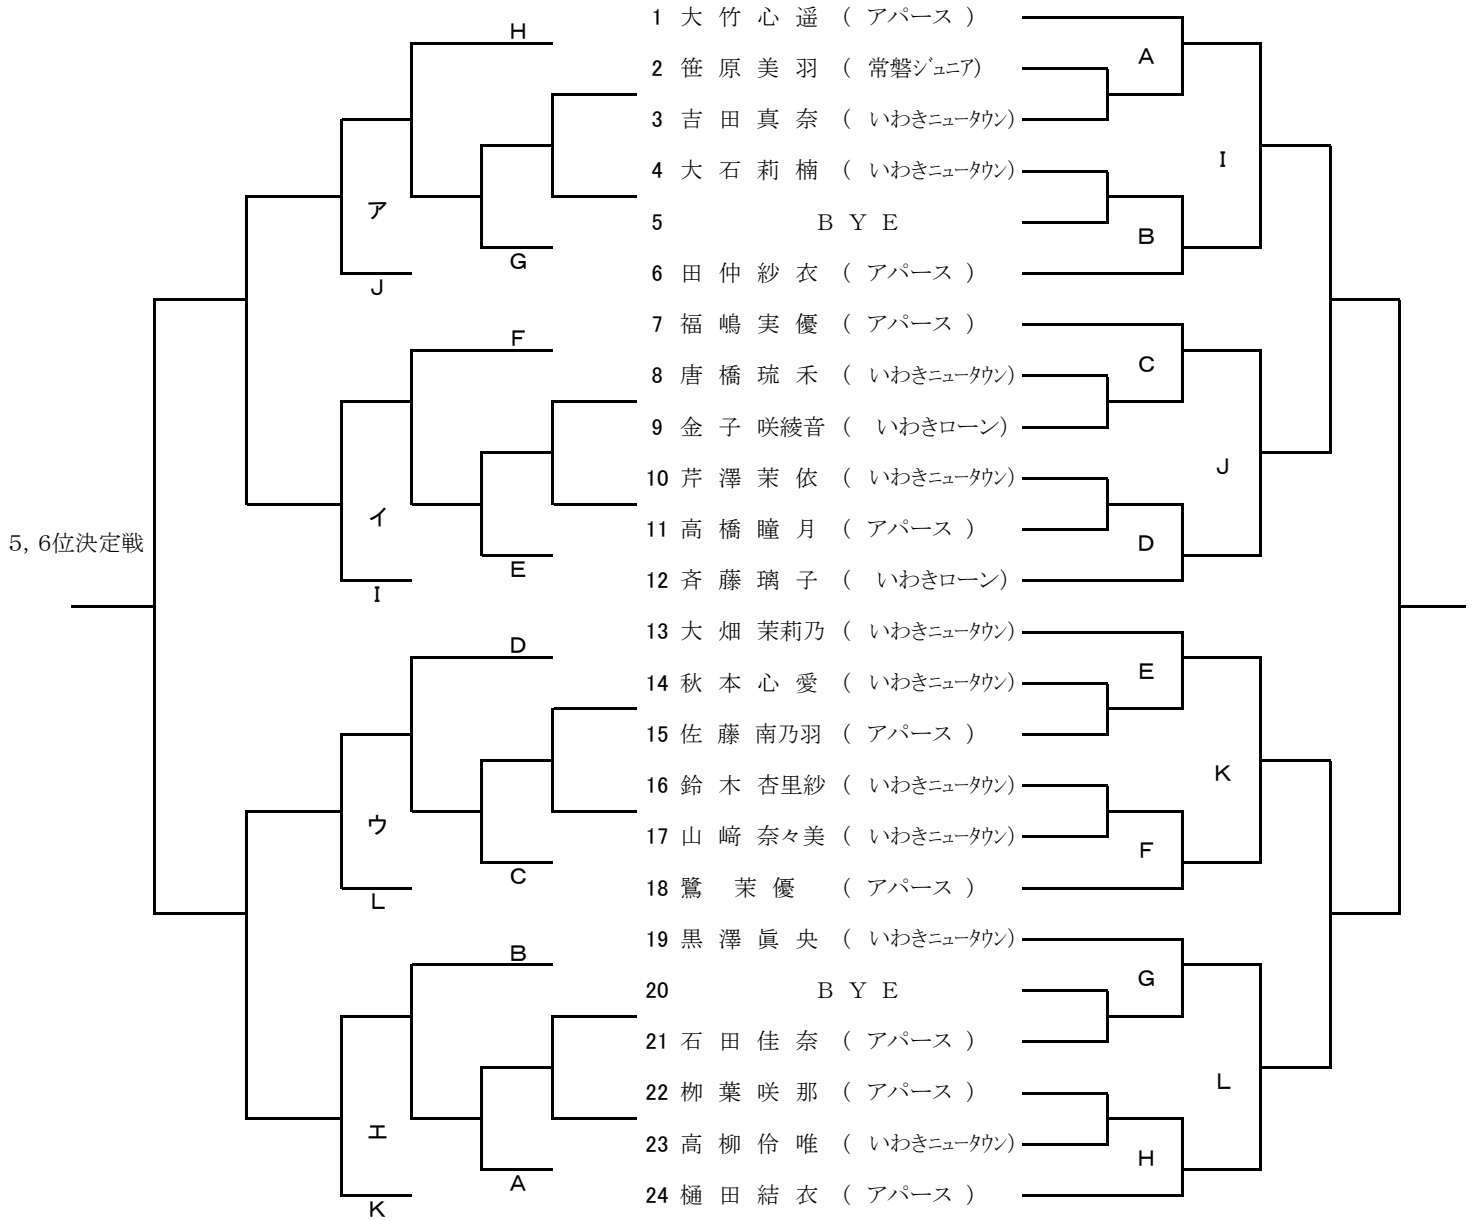 1 大 竹 心 遥 ( アパース )
H
A
2 笹 原 美 羽 ( 常磐ジュニア)
3 吉 田 真 奈 ( いわきニュータウン)
I
4 大 石 莉 楠 ( いわきニュータウン)
ア
5 BYE
B
G
6 田 仲 紗 衣 ( アパース )
J
7 福 嶋 実 優 ( アパース )
F
C
8 唐 橋 琉 禾 ( いわきニュータウン)
9 金 子 咲綾音 ( いわきローン)
J
10 芹 澤 茉 依 ( いわきニュータウン)
イ
11 高 橋 瞳 月 ( アパース )
5,6位決定戦
D
E
12 斉 藤 璃 子 ( いわきローン)
I
13 大 畑 茉莉乃 ( いわきニュータウン)
D
E
14 秋 本 心 愛 ( いわきニュータウン)
15 佐 藤 南乃羽 ( アパース )
K
16 鈴 木 杏里紗 ( いわきニュータウン)
ウ
17 山 﨑 奈々美 ( いわきニュータウン)
F
C
18 鷺 茉 優 ( アパース )
L
19 黒 澤 眞 央 ( いわきニュータウン)
B
G
20 BYE
21 石 田 佳 奈 ( アパース )
L
22 栁 葉 咲 那 ( アパース )
エ
23 高 柳 伶 唯 ( いわきニュータウン)
H
A
24 樋 田 結 衣 ( アパース )
K